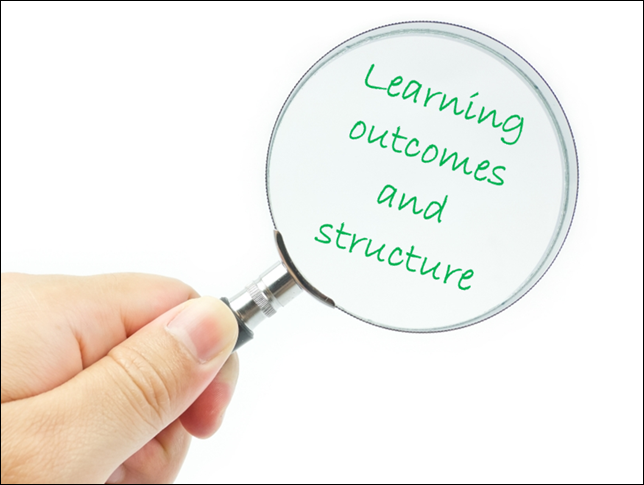 Learning
outcomes
and
structure